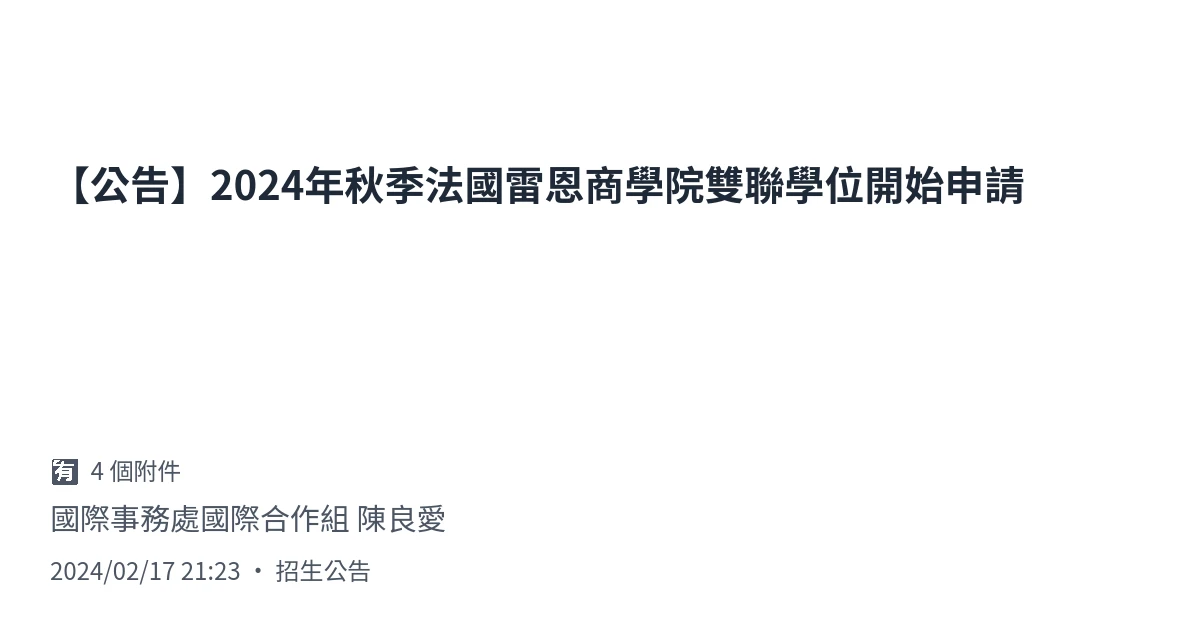 【公告】2024年秋季法國雷恩商學院雙聯學位開始申請
🈶 4 個附件
國際事務處國際合作組 陳良愛
2024/02/17 21:23 • 招生公告